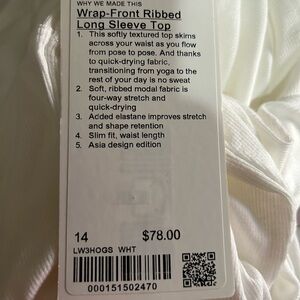 WHY WE MADE THIS
Wrap-Front Ribbed
Long Sleeve Top
1. This softly textured top skims
across your waist as you flow
from pose to pose. And thanks
to quick-drying fabric,
transitioning from yoga to the
rest of your day is no sweat
2. Soft, ribbed modal fabric is
four-way stretch and
quick-drying
3. Added elastane improves stretch
and shape retention
4. Slim fit, waist length
5. Asia design edition
14 $78.00
LW3HOGS WHT
000151502470